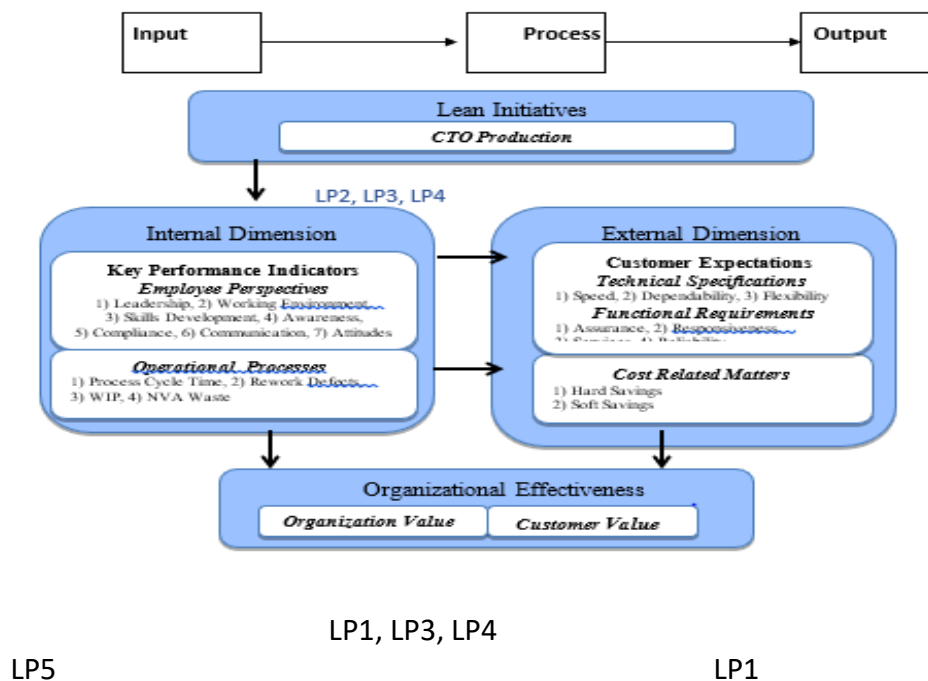 Input
Process
Output
Lean Initiatives
CTO Production
LP2, LP3, LP4
Internal Dimension
Key Performance Indicators
Employee Perspectives
1) Leadership, 2) Working Environment
3) Skills Development, 4) Awareness,
5) Compliance, 6) Communication, 7) Attitudes
Operational Processes
1) Process Cycle Time, 2) Rework Defects
3) WIP, 4) NVA Waste
External Dimension
Customer Expectations
Technical Specifications
1) Speed, 2) Dependability, 3) Flexibility
Functional Requirements
1) Assurance, 2) Responsiveness
Cost Related Matters
1) Hard Savings
2) Soft Savings
Organizational Effectiveness
Organization Value
Customer Value
LP1, LP3, LP4
LP5
LP1